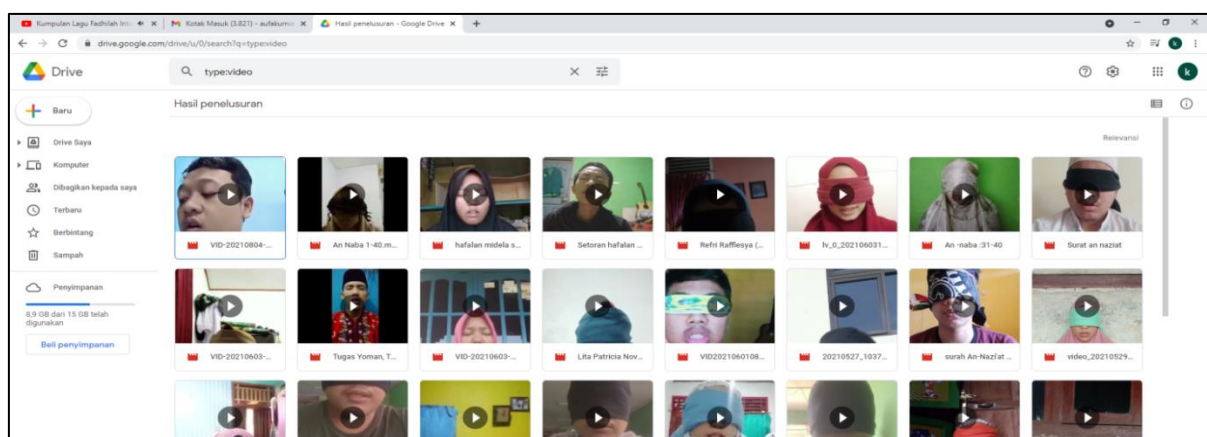 Kumpulan Lagu Fadhilah Int
Kotak Masuk (3.821) - aufakurnia
Hasil penelusuran - Google Drive
drive.google.com/drive/u/0/search?q=type:video
k
Drive
type:video
k
Baru
Hasil penelusuran
Relevansi
Drive Saya
Komputer
Dibagikan kepada saya
Terbaru
Berbintang
Sampah
Penyimpanan
8,9 GB dari 15 GB telah
digunakan
Beli penyimpanan
VID-20210804-...
An Naba 1-40.m...
hafalan midela s...
Setoran hafalan ...
Refri Rafflesya (...
lv_0_202106031...
An -naba :31-40
Surat an naziat
VID-20210603-...
Tugas Yoman, T...
VID-20210603-...
Lita Patricia Nov...
VID2021060108...
20210527_1037...
surah An-Nazi'at ...
video_20210529...